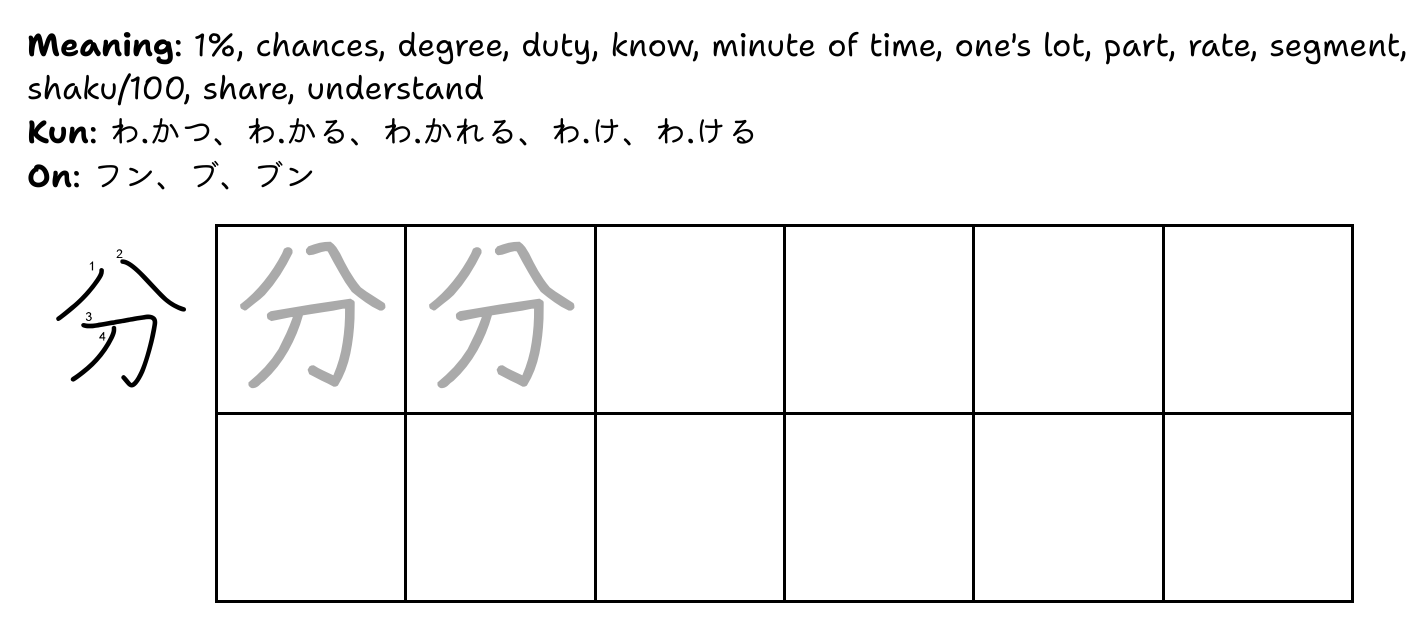 Meaning: 1%, chances, degree, duty, know, minute of time, one's lot, part, rate, segment,
shaku/100, share, understand
Kun: わ.かつ、 わ.かる、 わ.かれる、 わ.け、 わ.ける
On: フン、 ブ、 ブン
1 2 3 4
分 分 分